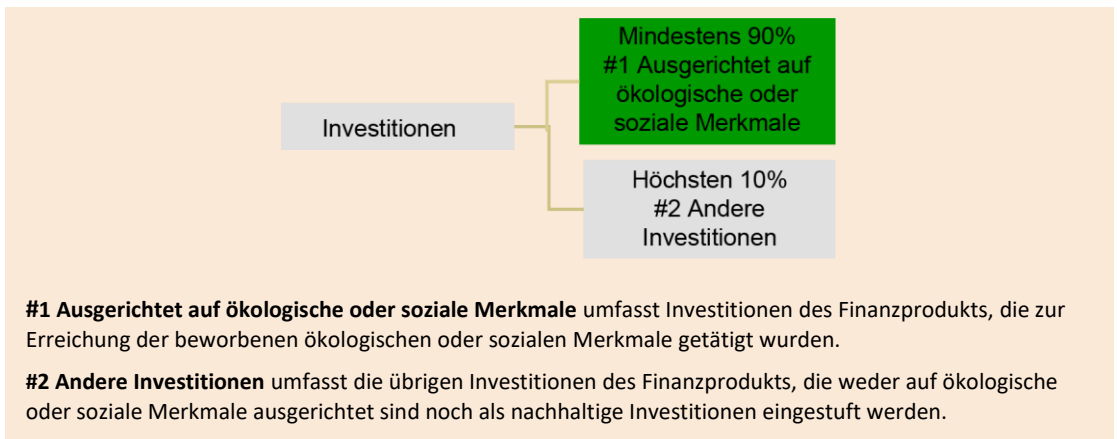 Mindestens 90%
#1 Ausgerichtet auf
ökologische oder
soziale Merkmale
Investitionen
Höchsten 10%
#2 Andere
Investitionen
#1 Ausgerichtet auf ökologische oder soziale Merkmale umfasst Investitionen des Finanzprodukts, die zur
Erreichung der beworbenen ökologischen oder sozialen Merkmale getätigt wurden.
#2 Andere Investitionen umfasst die übrigen Investitionen des Finanzprodukts, die weder auf ökologische
oder soziale Merkmale ausgerichtet sind noch als nachhaltige Investitionen eingestuft werden.